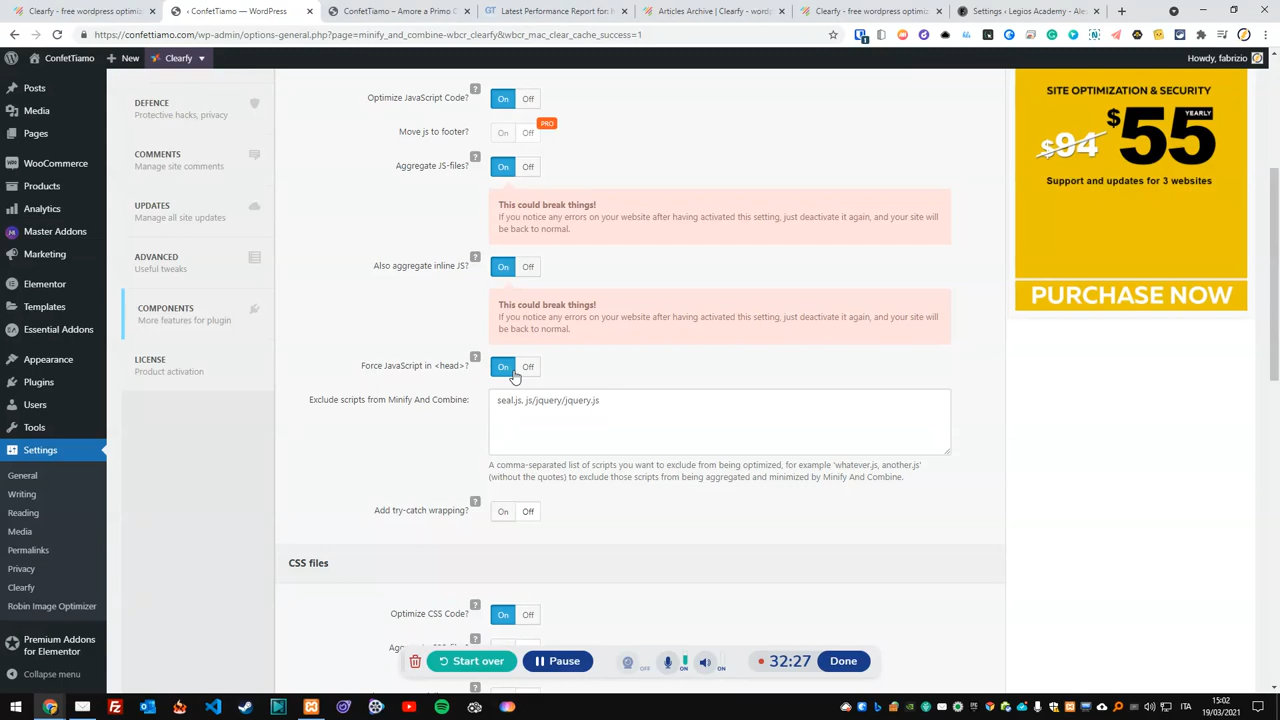 Clearfy - free wordpress optimiz
‹ ConfetTiamo — WordPress
ConfetTiamo – Amore a Primo C
Latest Performance Report for: h
Articles Archive | Clearfy - wordp
Clearfy - free wordpress optimiz
Settings ‹ Legios Academy - Ales
https://confettiamo.com/wp-admin/options-general.php?page=minify_and_combine-wbcr_clearfy&wbcr_mac_clear_cache_success=1
ConfetTiamo
New
Clearfy
Howdy, fabrizio
Posts
Media
Pages
WooCommerce
Products
Analytics
Master Addons
Marketing
Elementor
Templates
Essential Addons
Appearance
Plugins
Users
Tools
Settings
General
Writing
Reading
Media
Permalinks
Privacy
Clearfy
Robin Image Optimizer
Premium Addons
for Elementor
Collapse menu
DEFENCE
Protective hacks, privacy
COMMENTS
Manage site comments
UPDATES
Manage all site updates
ADVANCED
Useful tweaks
COMPONENTS
More features for plugin
LICENSE
Product activation
Optimize JavaScript Code? ? On Off
Move js to footer? On Off PRO
Aggregate JS-files? ? On Off
This could break things!
If you notice any errors on your website after having activated this setting, just deactivate it again, and your site will
be back to normal.
Also aggregate inline JS? ? On Off
This could break things!
If you notice any errors on your website after having activated this setting, just deactivate it again, and your site will
be back to normal.
Force JavaScript in <head>? ? On Off
Exclude scripts from Minify And Combine:
seal.js, js/jquery/jquery.js
A comma-separated list of scripts you want to exclude from being optimized, for example 'whatever.js, another.js'
(without the quotes) to exclude those scripts from being aggregated and minimized by Minify And Combine.
Add try-catch wrapping? ? On Off
CSS files
Optimize CSS Code? ? On Off
SITE OPTIMIZATION & SECURITY
$94 $55 YEARLY
Support and updates for 3 websites
PURCHASE NOW
Start over
Pause
OFF
ON
ON
32:27
Done
ITA
15:02
19/03/2021